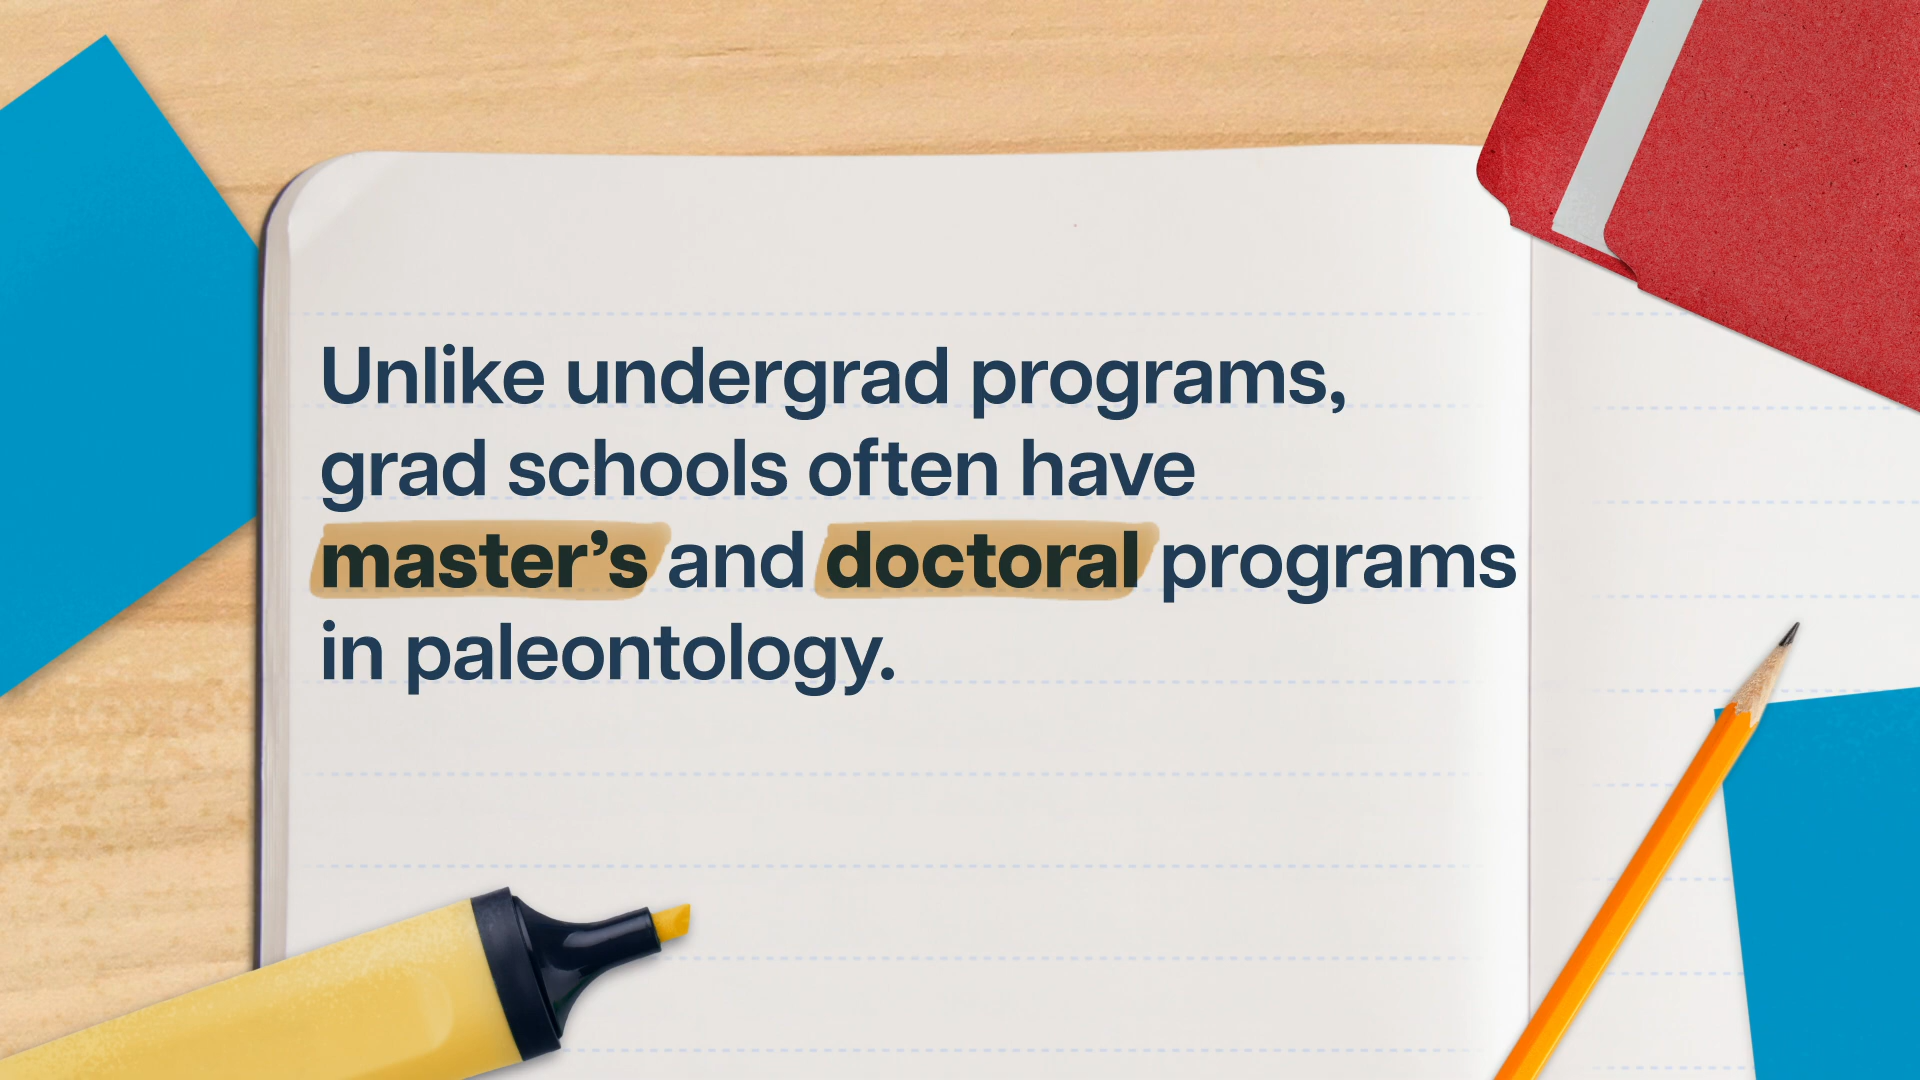 Unlike undergrad programs,
grad schools often have
master’s and doctoral programs
in paleontology.